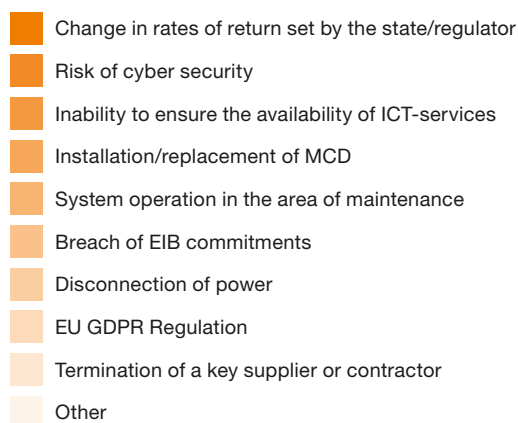 Change in rates of return set by the state/regulator
Risk of cyber security
Inability to ensure the availability of ICT-services
Installation/replacement of MCD
System operation in the area of maintenance
Breach of EIB commitments
Disconnection of power
EU GDPR Regulation
Termination of a key supplier or contractor
Other